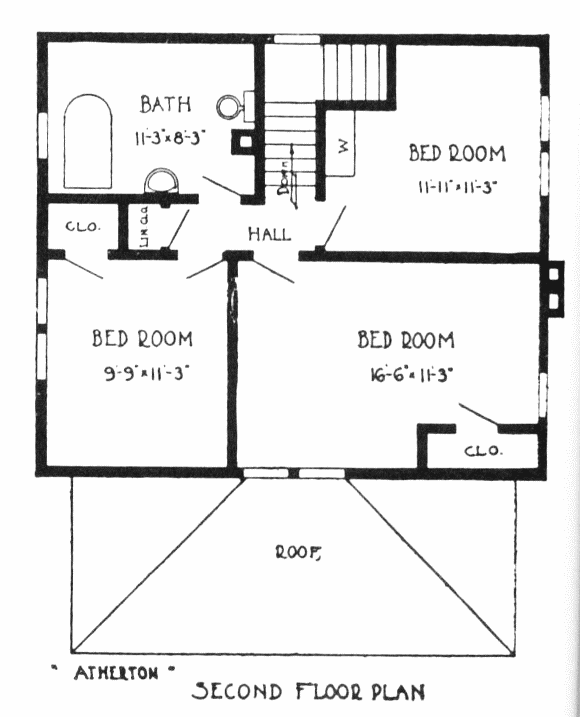 BATH
11'-3" x 8'-3"
W
BED ROOM
11'-11" x 11'-3"
Down
CLO.
HALL
BED ROOM
9'-9" x 11'-3"
BED ROOM
16'-6" x 11'-3"
CLO.
ROOF
" ATHERTON "
SECOND FLOOR PLAN